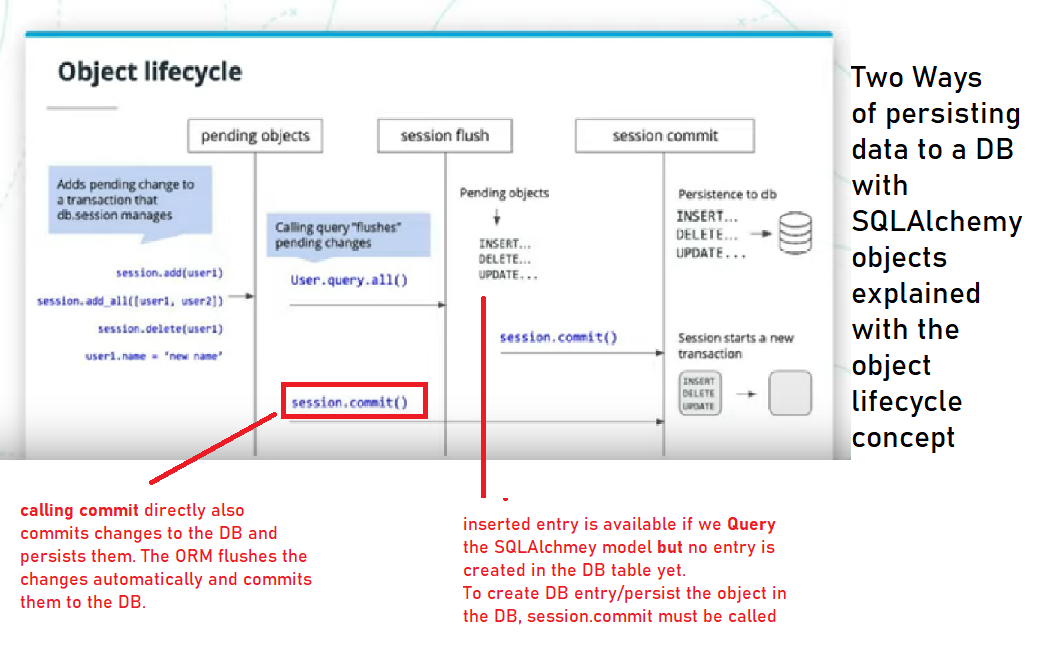 Object lifecycle
pending objects
session flush
session commit
Adds pending change to
a transaction that
db.session manages
session.add(user1)
session.add_all([user1, user2])
session.delete(user1)
user1.name = 'new name'
Calling query "flushes"
pending changes
User.query.all()
session.commit()
Pending objects
INSERT...
DELETE...
UPDATE...
session.commit()
Persistence to db
INSERT...
DELETE...
UPDATE...
Session starts a new
transaction
INSERT
DELETE
UPDATE
Two Ways
of persisting
data to a DB
with
SQLAlchemy
objects
explained
with the
object
lifecycle
concept
calling commit directly also
commits changes to the DB and
persists them. The ORM flushes the
changes automatically and commits
them to the DB.
inserted entry is available if we Query
the SQLAlchmey model but no entry is
created in the DB table yet.
To create DB entry/persist the object in
the DB, session.commit must be called